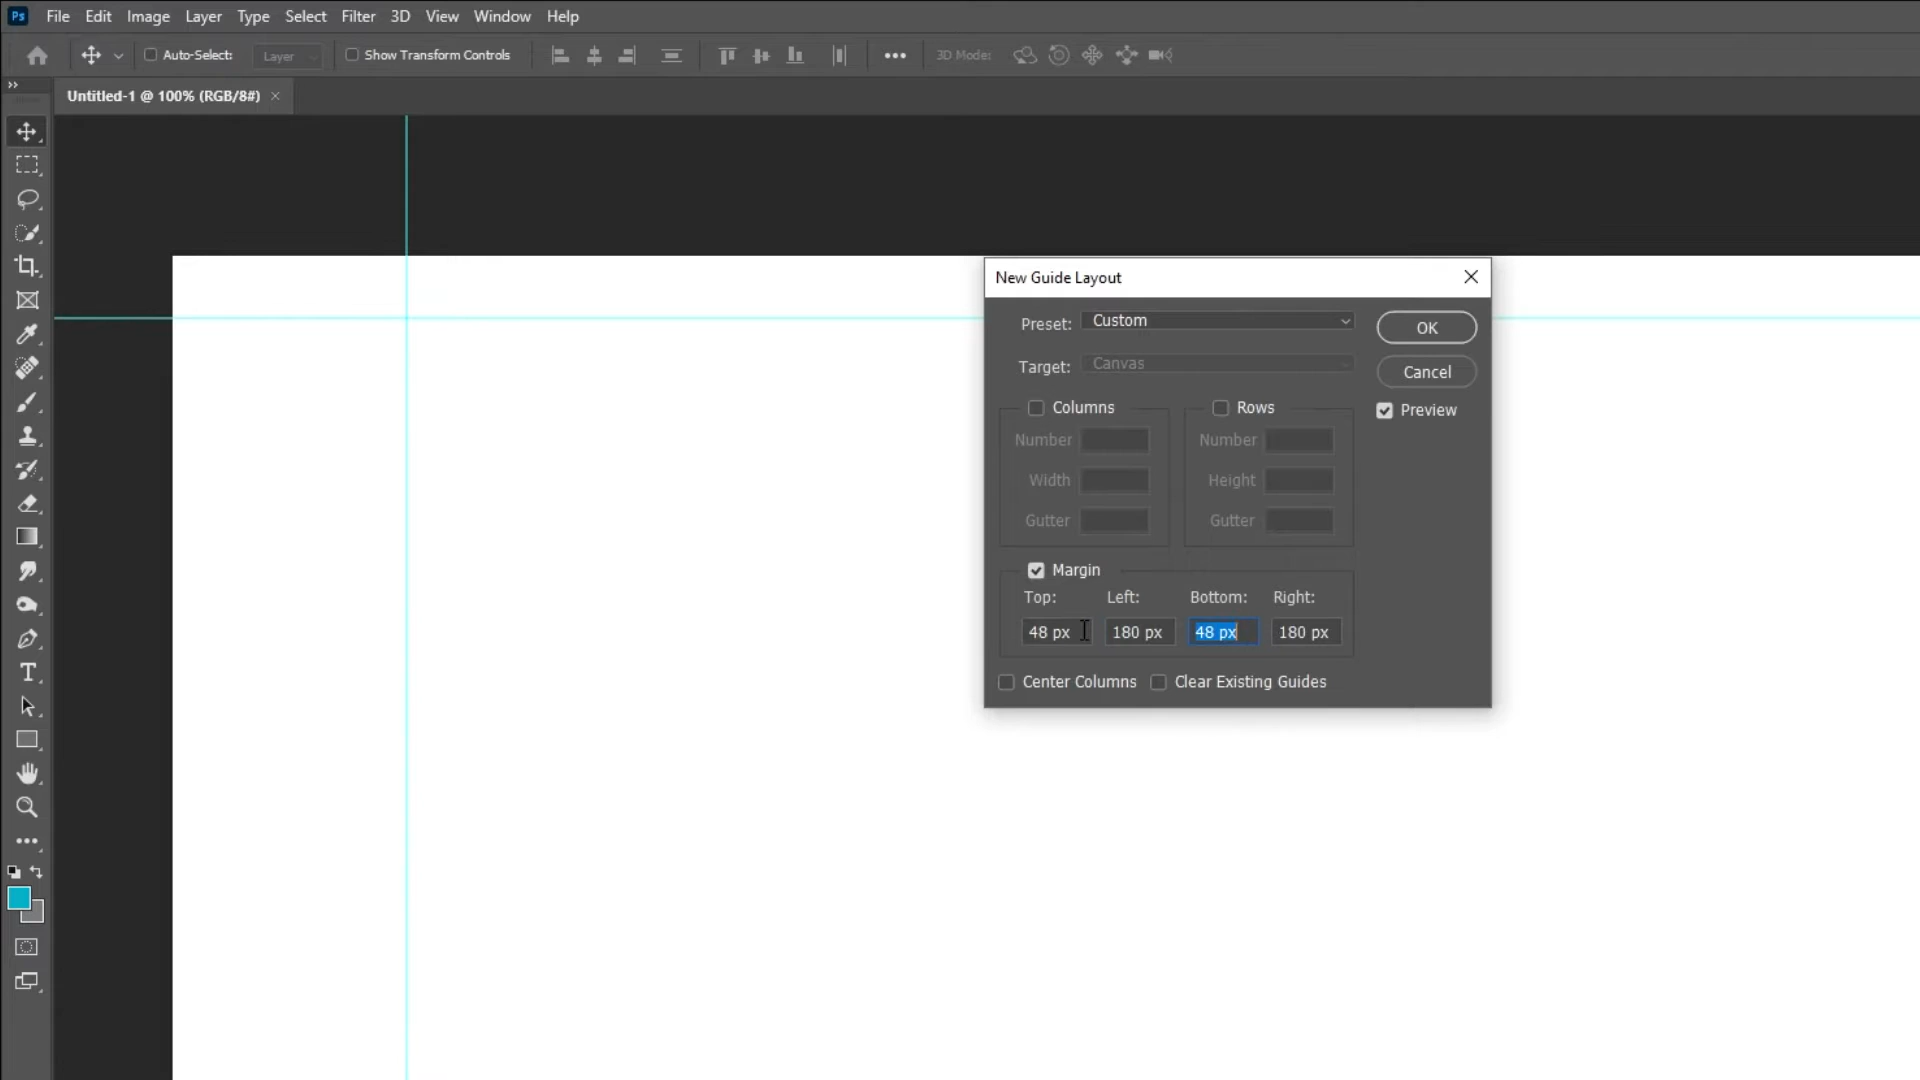 Ps File Edit Image Layer Type Select Filter 3D View Window Help
Auto-Select: Layer Show Transform Controls 3D Mode:
Untitled-1 @ 100% (RGB/8#)
New Guide Layout
Preset: Custom OK
Target: Canvas Cancel
Columns Rows Preview
Number Number
Width Height
Gutter Gutter
Margin
Top: Left: Bottom: Right:
48 px 180 px 48 px 180 px
Center Columns Clear Existing Guides